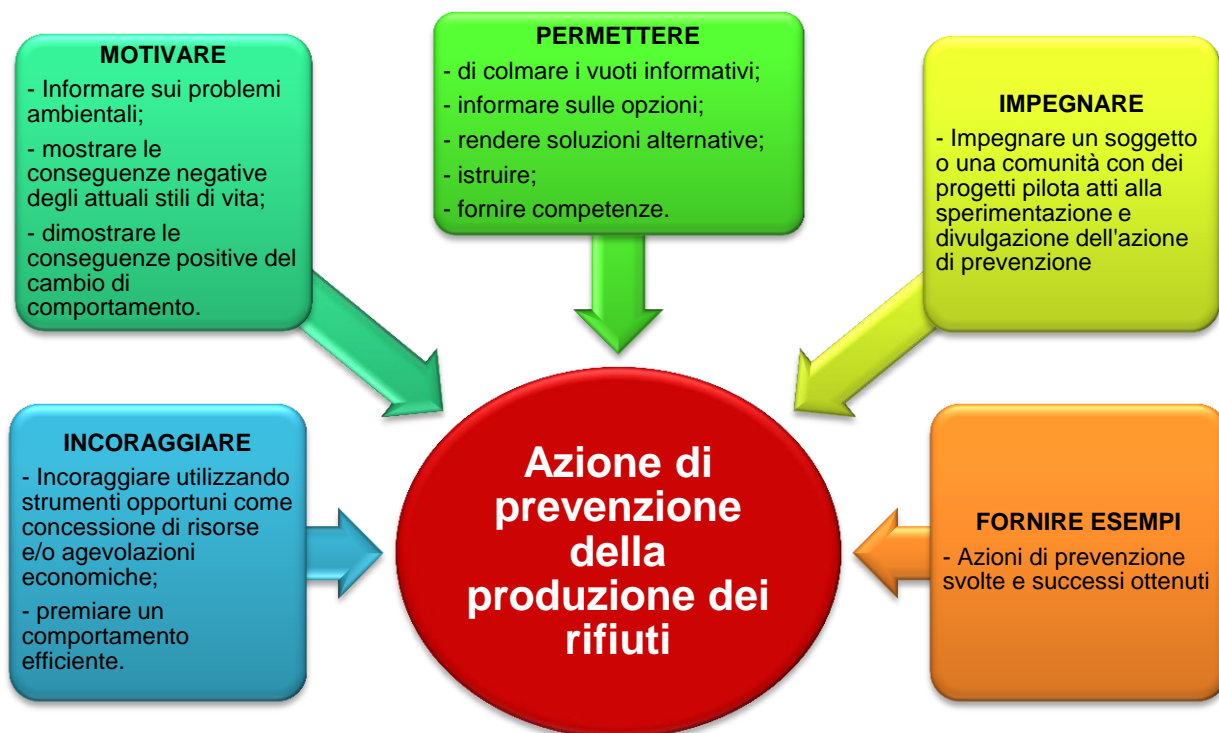 MOTIVARE
- Informare sui problemi
ambientali;
- mostrare le
conseguenze negative
degli attuali stili di vita;
- dimostrare le
conseguenze positive del
cambio di
comportamento.
PERMETTERE
- di colmare i vuoti informativi;
- informare sulle opzioni;
- rendere soluzioni alternative;
- istruire;
- fornire competenze.
IMPEGNARE
- Impegnare un soggetto
o una comunità con dei
progetti pilota atti alla
sperimentazione e
divulgazione dell'azione
di prevenzione
INCORAGGIARE
- Incoraggiare utilizzando
strumenti opportuni come
concessione di risorse
e/o agevolazioni
economiche;
- premiare un
comportamento
efficiente.
Azione di
prevenzione
della
produzione dei
rifiuti
FORNIRE ESEMPI
- Azioni di prevenzione
svolte e successi ottenuti